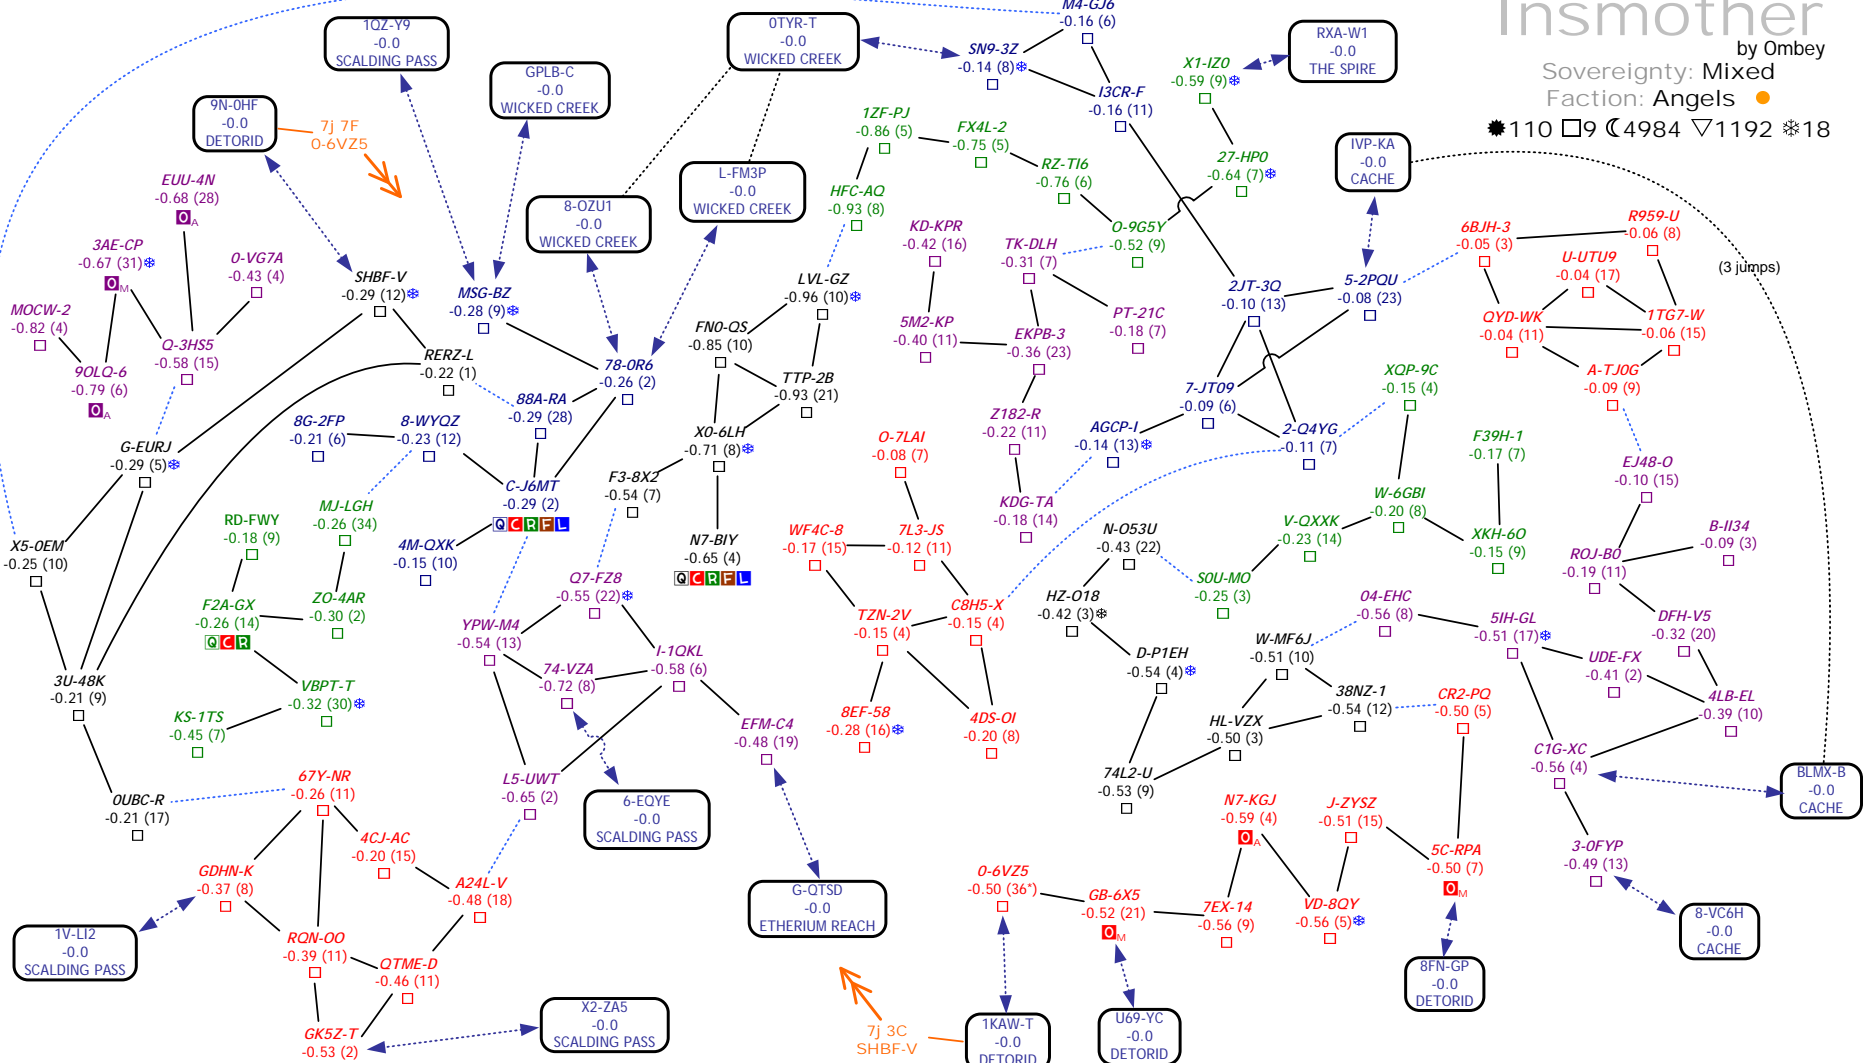 Insmother
by Ombey
Sovereignty: Mixed
Faction: Angels
110 9 4984 1192 18
M4-GJ6
-0.16 (6)
1QZ-Y9
-0.0
SCALDING PASS
0TYR-T
-0.0
WICKED CREEK
SN9-3Z
-0.14 (8)
RXA-W1
-0.0
THE SPIRE
X1-IZ0
-0.59 (9)
GPLB-C
-0.0
WICKED CREEK
I3CR-F
-0.16 (11)
9N-0HF
-0.0
DETORID
7j 7F
0-6VZ5
1ZF-PJ
-0.86 (5)
FX4L-2
-0.75 (5)
RZ-TI6
-0.76 (6)
27-HP0
-0.64 (7)
IVP-KA
-0.0
CACHE
EUU-4N
-0.68 (28)
0A
L-FM3P
-0.0
WICKED CREEK
HFC-AQ
-0.93 (8)
8-OZU1
-0.0
WICKED CREEK
KD-KPR
-0.42 (16)
TK-DLH
-0.31 (7)
O-9G5Y
-0.52 (9)
6BJH-3
-0.05 (3)
R959-U
-0.06 (8)
3AE-CP
-0.67 (31)
0M
0-VG7A
-0.43 (4)
SHBF-V
-0.29 (12)
MSG-BZ
-0.28 (9)
LVL-GZ
-0.96 (10)
2JT-3Q
-0.10 (13)
5-2PQU
-0.08 (23)
U-UTU9
-0.04 (17)
(3 jumps)
MOCW-2
-0.82 (4)
Q-3HS5
-0.58 (15)
9OLQ-6
-0.79 (6)
0A
RERZ-L
-0.22 (1)
78-0R6
-0.26 (2)
FN0-QS
-0.85 (10)
5M2-KP
-0.40 (11)
EKPB-3
-0.36 (23)
PT-21C
-0.18 (7)
QYD-WK
-0.04 (11)
1TG7-W
-0.06 (15)
TTP-2B
-0.93 (21)
7-JT09
-0.09 (6)
XQP-9C
-0.15 (4)
A-TJ0G
-0.09 (9)
8G-2FP
-0.21 (6)
8-WYQZ
-0.23 (12)
88A-RA
-0.29 (28)
X0-6LH
-0.71 (8)
O-7LAI
-0.08 (7)
Z182-R
-0.22 (11)
AGCP-I
-0.14 (13)
2-Q4YG
-0.11 (7)
F39H-1
-0.17 (7)
G-EURJ
-0.29 (5)
C-J6MT
-0.29 (2)
Q C R F L
F3-8X2
-0.54 (7)
EJ48-O
-0.10 (15)
RD-FWY
-0.18 (9)
MJ-LGH
-0.26 (34)
KDG-TA
-0.18 (14)
W-6GBI
-0.20 (8)
X5-0EM
-0.25 (10)
4M-QXK
-0.15 (10)
N7-BIY
-0.65 (4)
Q C R F L
WF4C-8
-0.17 (15)
7L3-JS
-0.12 (11)
N-O53U
-0.43 (22)
V-QXXK
-0.23 (14)
XKH-6O
-0.15 (9)
B-II34
-0.09 (3)
ROJ-B0
-0.19 (11)
F2A-GX
-0.26 (14)
Q C R
ZO-4AR
-0.30 (2)
Q7-FZ8
-0.55 (22)
C8H5-X
-0.15 (4)
HZ-O18
-0.42 (3)
S0U-MO
-0.25 (3)
04-EHC
-0.56 (8)
5IH-GL
-0.51 (17)
DFH-V5
-0.32 (20)
YPW-M4
-0.54 (13)
TZN-2V
-0.15 (4)
W-MF6J
-0.51 (10)
3U-48K
-0.21 (9)
VBPT-T
-0.32 (30)
74-VZA
-0.72 (8)
I-1QKL
-0.58 (6)
D-P1EH
-0.54 (4)
UDE-FX
-0.41 (2)
KS-1TS
-0.45 (7)
EFM-C4
-0.48 (19)
8EF-58
-0.28 (16)
4DS-OI
-0.20 (8)
HL-VZX
-0.50 (3)
38NZ-1
-0.54 (12)
CR2-PQ
-0.50 (5)
4LB-EL
-0.39 (10)
C1G-XC
-0.56 (4)
0UBC-R
-0.21 (17)
67Y-NR
-0.26 (11)
L5-UWT
-0.65 (2)
6-EQYE
-0.0
SCALDING PASS
74L2-U
-0.53 (9)
BLMX-B
-0.0
CACHE
4CJ-AC
-0.20 (15)
N7-KGJ
-0.59 (4)
0A
J-ZYSZ
-0.51 (15)
5C-RPA
-0.50 (7)
0M
3-0FYP
-0.49 (13)
GDHN-K
-0.37 (8)
A24L-V
-0.48 (18)
G-QTSD
-0.0
ETHERIUM REACH
0-6VZ5
-0.50 (36*)
GB-6X5
-0.52 (21)
0M
7EX-14
-0.56 (9)
VD-8QY
-0.56 (5)
8-VC6H
-0.0
CACHE
1V-LI2
-0.0
SCALDING PASS
RQN-OO
-0.39 (11)
QTME-D
-0.46 (11)
8FN-GP
-0.0
DETORID
GK5Z-T
-0.53 (2)
X2-ZA5
-0.0
SCALDING PASS
7j 3C
SHBF-V
1KAW-T
-0.0
DETORID
U69-YC
-0.0
DETORID